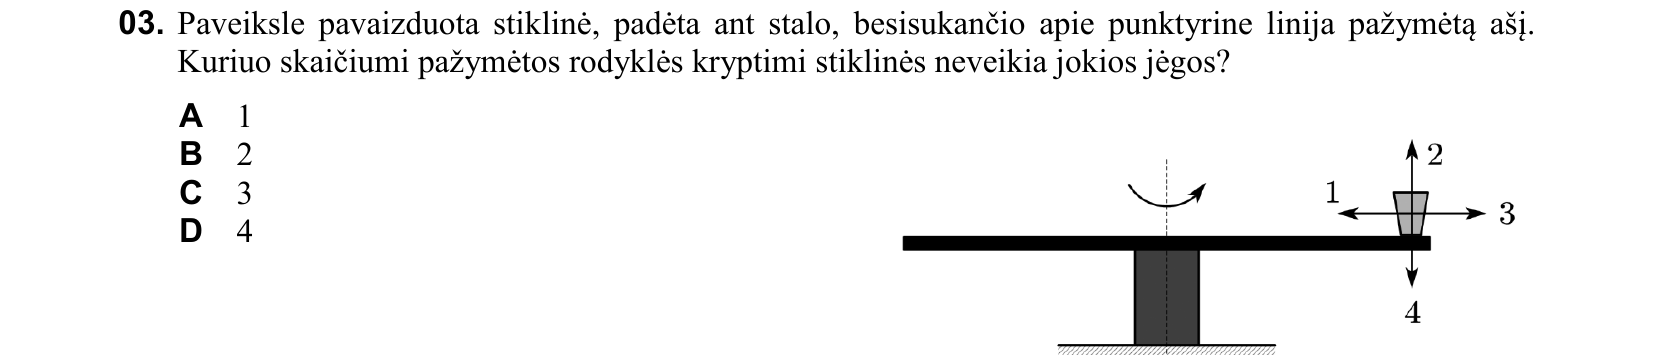 03. Paveiksle pavaizduota stiklinė, padėta ant stalo, besisukančio apie punktyrine linija pažymėtą ašį.
Kuriuo skaičiumi pažymėtos rodyklės kryptimi stiklinės neveikia jokios jėgos?
A 1
B 2
C 3
D 4
2
1
3
4